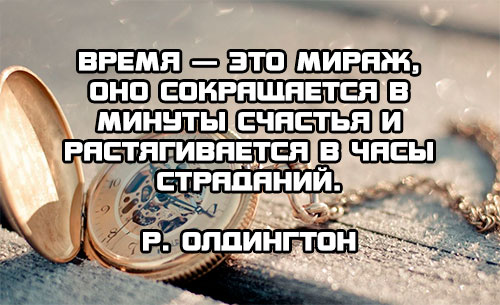 ВРЕМЯ — ЭТО МИРАЖ,
ОНО СОКРАЩАЕТСЯ В
МИНУТЫ СЧАСТЬЯ И
РАСТЯГИВАЕТСЯ В ЧАСЫ
СТРАДАНИЙ.
Р. ОЛДИНГТОН